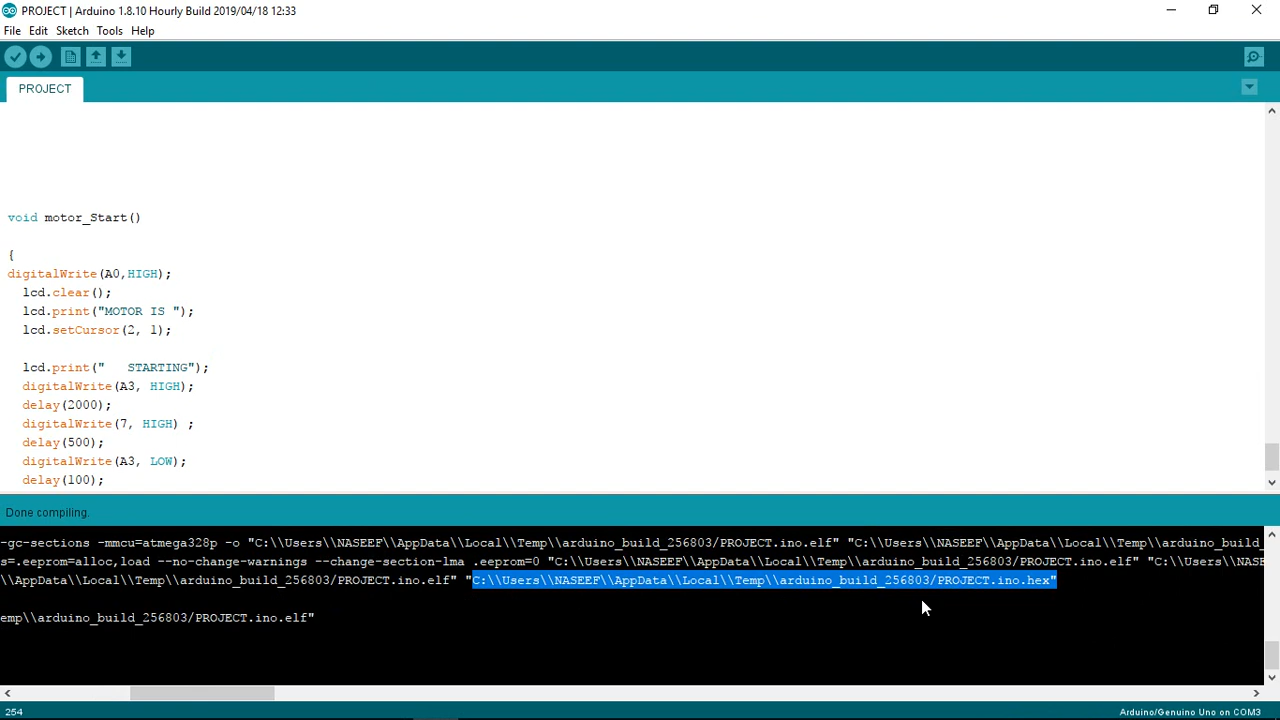 PROJECT | Arduino 1.8.10 Hourly Build 2019/04/18 12:33
File Edit Sketch Tools Help
PROJECT
void motor_Start()
{
digitalWrite(A0,HIGH);
lcd.clear();
lcd.print("MOTOR IS ");
lcd.setCursor(2, 1);
lcd.print("   STARTING");
digitalWrite(A3, HIGH);
delay(2000);
digitalWrite(7, HIGH) ;
delay(500);
digitalWrite(A3, LOW);
delay(100);
Done compiling.
-gc-sections -mmcu=atmega328p -o "C:\\Users\\NASEEF\\AppData\\Local\\Temp\\arduino_build_256803/PROJECT.ino.elf" "C:\\Users\\NASEEF\\AppData\\Local\\Temp\\arduino_build_
s=.eeprom=alloc,load --no-change-warnings --change-section-lma .eeprom=0 "C:\\Users\\NASEEF\\AppData\\Local\\Temp\\arduino_build_256803/PROJECT.ino.elf" "C:\\Users\\NASE
\\AppData\\Local\\Temp\\arduino_build_256803/PROJECT.ino.elf" "C:\\Users\\NASEEF\\AppData\\Local\\Temp\\arduino_build_256803/PROJECT.ino.hex"
emp\\arduino_build_256803/PROJECT.ino.elf"
254
Arduino/Genuino Uno on COM3